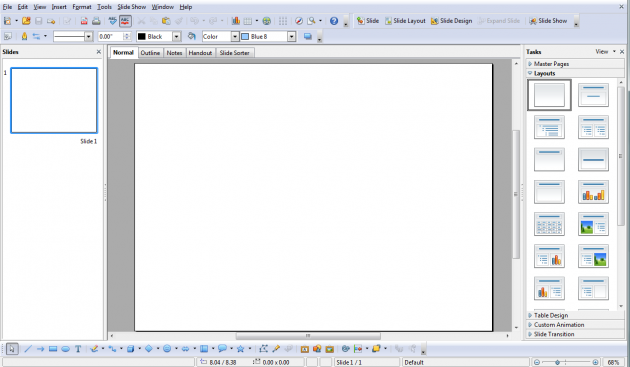 File Edit View Insert Format Tools Slide Show Window Help
Slide Slide Layout Slide Design Expand Slide Slide Show
0.00" Black Color Blue 8
Slides
1
Slide 1
Normal Outline Notes Handout Slide Sorter
Tasks View
Master Pages
Layouts
Table Design
Custom Animation
Slide Transition
8.04 / 8.38 0.00 x 0.00 Slide 1 / 1 Default 68%